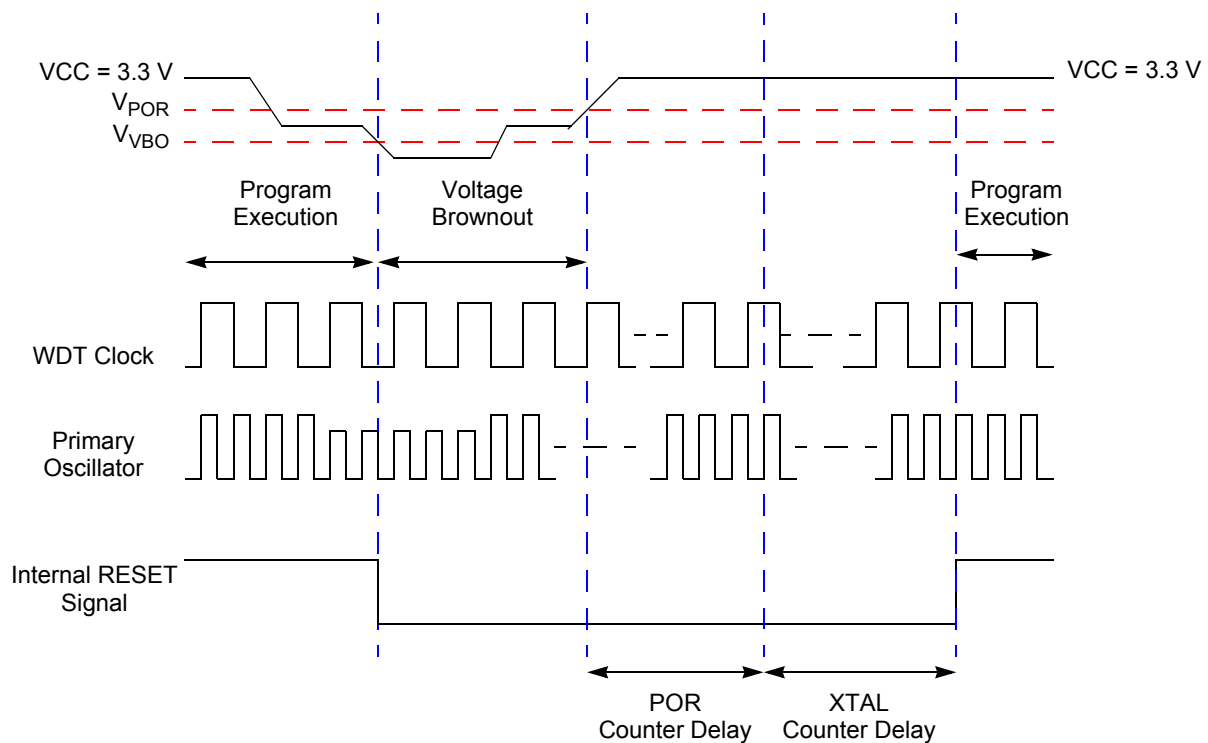 VCC = 3.3 V
VCC = 3.3 V
VPOR
VVBO
Program
Execution
Voltage
Brownout
Program
Execution
WDT Clock
Primary
Oscillator
Internal RESET
Signal
POR
Counter Delay
XTAL
Counter Delay